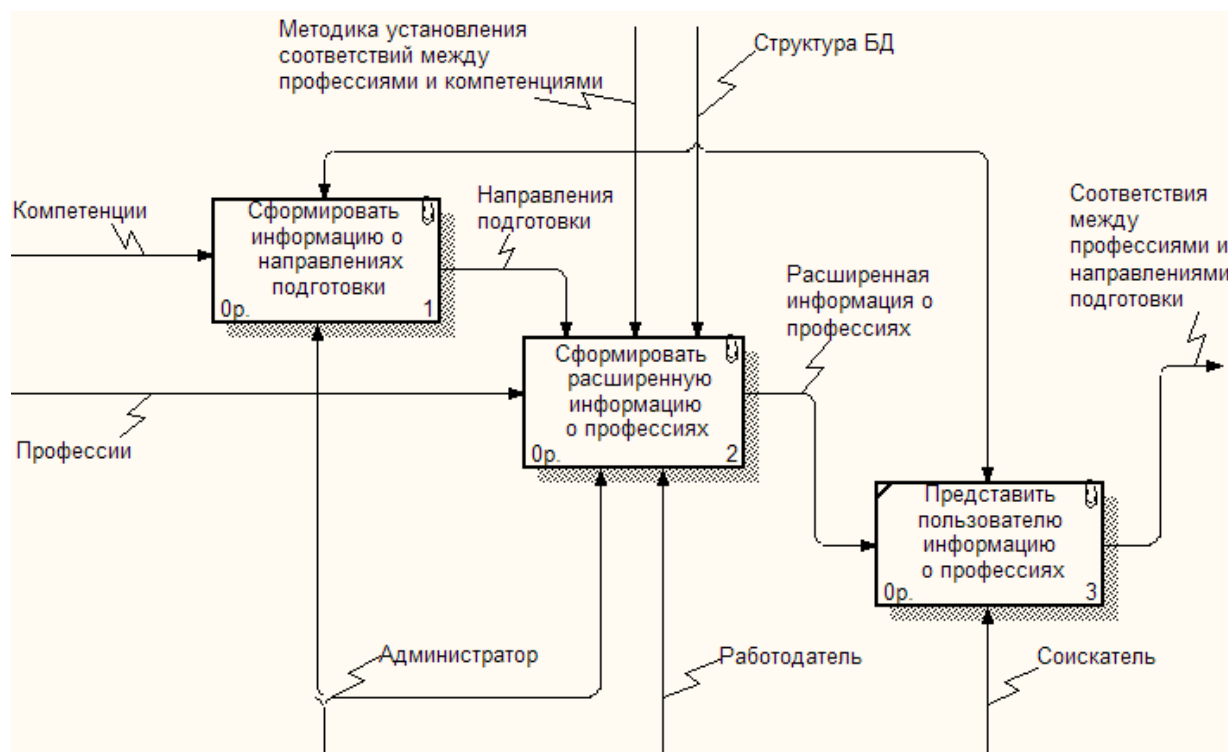 Методика установления
соответствий между
профессиями и компетенциями
Структура БД
Компетенции
Сформировать
информацию о
направлениях
подготовки
0р.
1
Направления
подготовки
Соответствия
между
профессиями и
направлениями
подготовки
Расширенная
информация о
профессиях
Профессии
Сформировать
расширенную
информацию
о профессиях
0р.
2
Представить
пользователю
информацию
о профессиях
0р.
3
Администратор
Работодатель
Соискатель